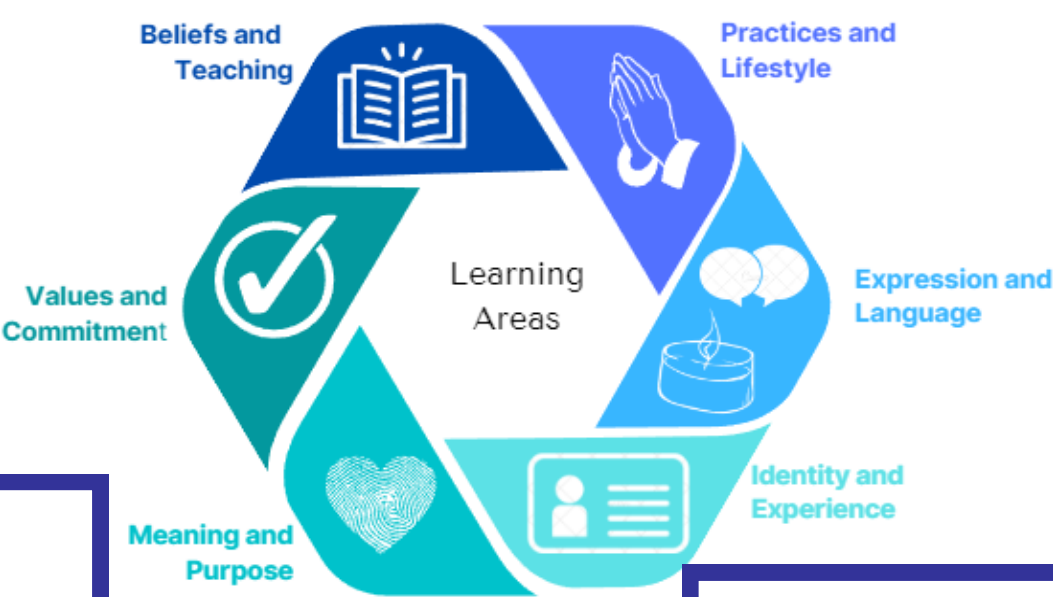 Beliefs and
Teaching
Practices and
Lifestyle
Learning
Areas
Expression and
Language
Values and
Commitment
Identity and
Experience
Meaning and
Purpose